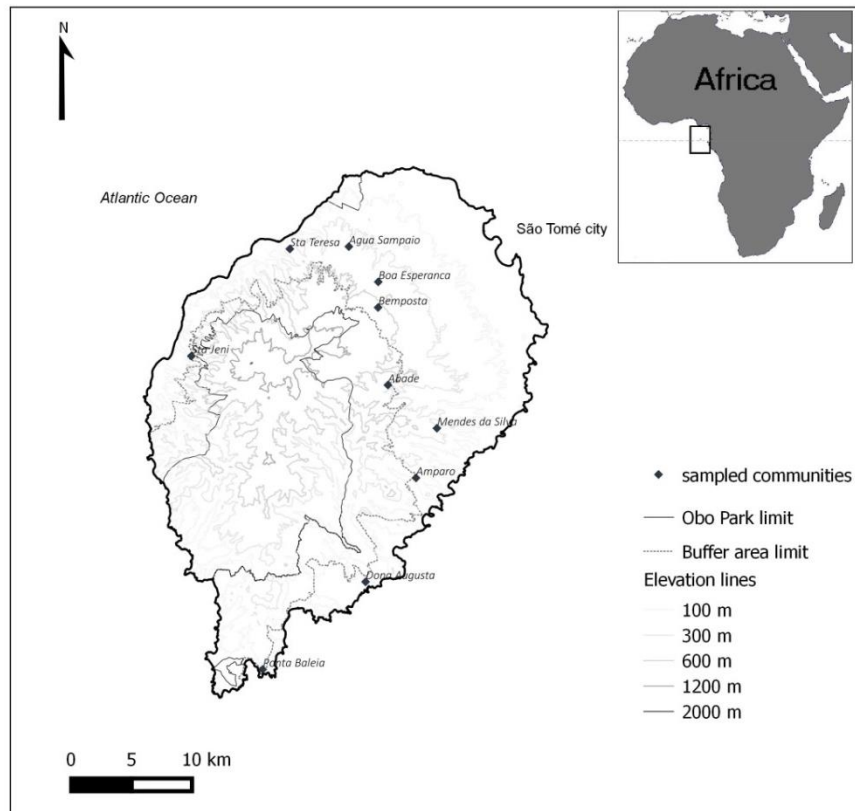 N
Africa
Atlantic Ocean
São Tomé city
Sta Teresa
Agua Sampaio
Boa Esperanca
Bemposta
Sta Jeni
Abade
Mendes da Silva
Amparo
Dona Augusta
Ponta Baleia
sampled communities
Obo Park limit
Buffer area limit
Elevation lines
100 m
300 m
600 m
1200 m
2000 m
0 5 10 km